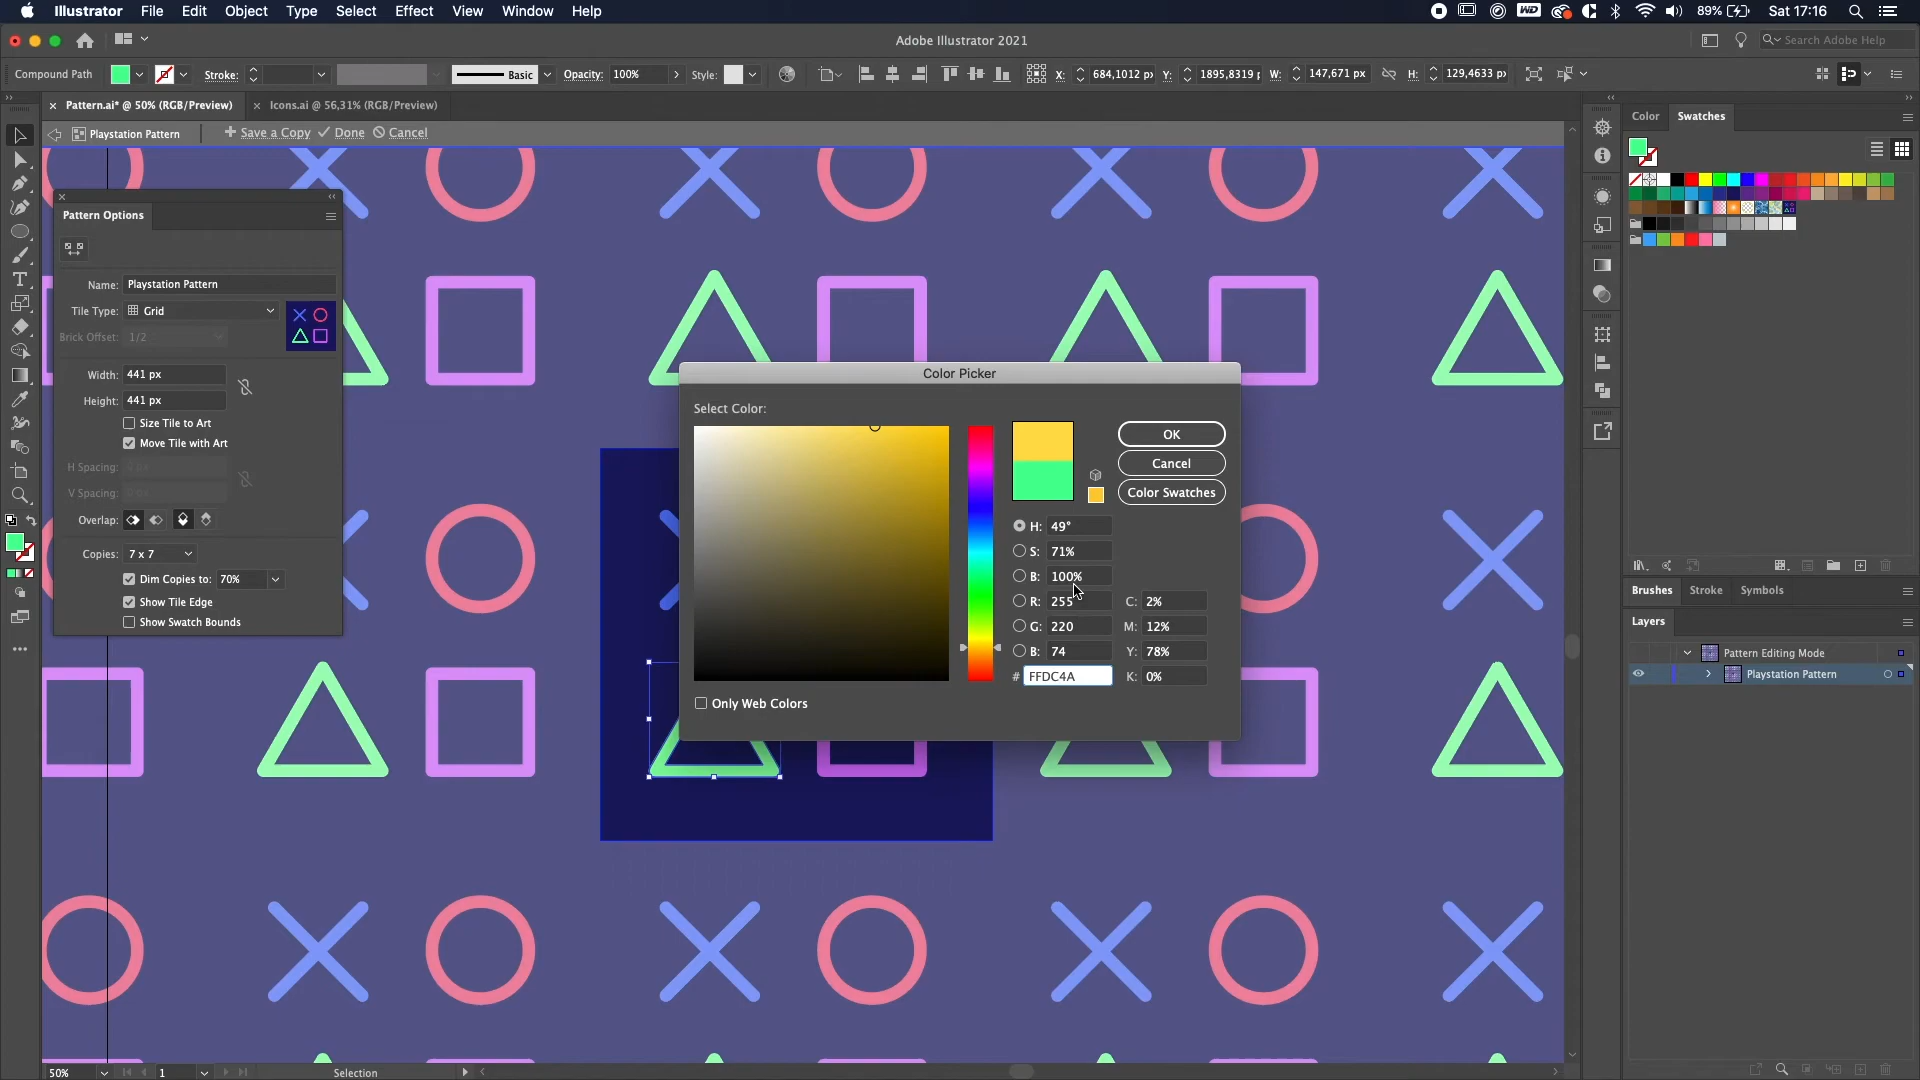 Illustrator File Edit Object Type Select Effect View Window Help 89% Sat 17:16
Adobe Illustrator 2021 Search Adobe Help
Compound Path Stroke: Basic Opacity: 100% Style: X: 684,1012 px Y: 1895,8319 W: 147,671 px H: 129,4633 px
Pattern.ai* @ 50% (RGB/Preview) Icons.ai @ 56,31% (RGB/Preview)
Playstation Pattern Save a Copy Done Cancel
Color Swatches
Pattern Options
Name: Playstation Pattern
Tile Type: Grid
Brick Offset: 1/2
Width: 441 px
Height: 441 px
Size Tile to Art
Move Tile with Art
H Spacing:
V Spacing:
Overlap:
Copies: 7 x 7
Dim Copies to: 70%
Show Tile Edge
Show Swatch Bounds
Color Picker
Select Color:
OK
Cancel
Color Swatches
H: 49°
S: 71%
B: 100%
R: 255 C: 2%
G: 220 M: 12%
B: 74 Y: 78%
# FFDC4A K: 0%
Only Web Colors
Brushes Stroke Symbols
Layers
Pattern Editing Mode
Playstation Pattern
50% 1 Selection